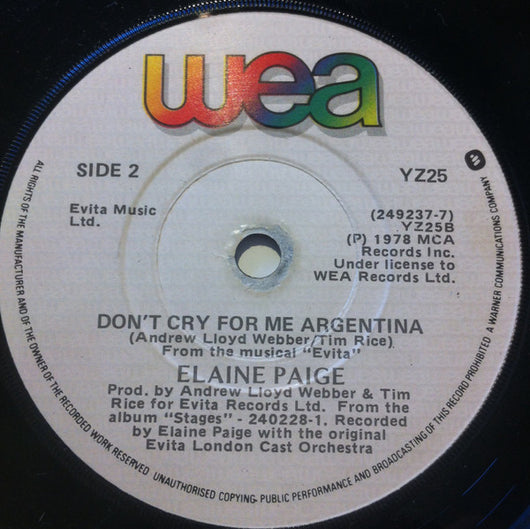 wea
SIDE 2
YZ25
Evita Music
Ltd.
(249237-7)
YZ25B
(P) 1978 MCA
Records Inc.
Under license to
WEA Records Ltd.
DON'T CRY FOR ME ARGENTINA
(Andrew Lloyd Webber/Tim Rice)
From the musical "Evita"
ELAINE PAIGE
Prod. by Andrew Lloyd Webber & Tim
Rice for Evita Records Ltd. From the
album "Stages" - 240228-1. Recorded
by Elaine Paige with the original
Evita London Cast Orchestra
ALL RIGHTS OF THE MANUFACTURER AND OF THE OWNER OF THE RECORDED WORK RESERVED UNAUTHORISED COPYING, PUBLIC PERFORMANCE AND BROADCASTING OF THIS RECORD PROHIBITED. A WARNER COMMUNICATIONS COMPANY